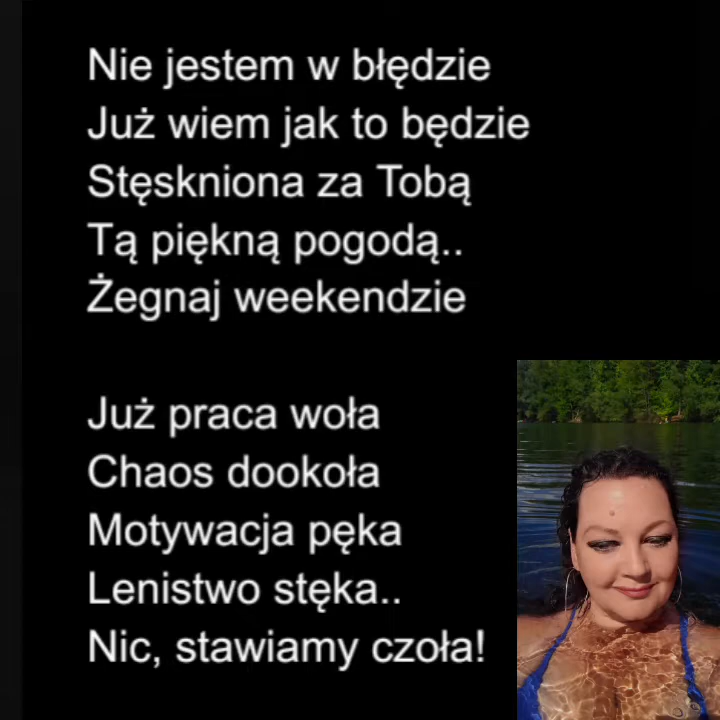 Nie jestem w błędzie
Już wiem jak to będzie
Stęskniona za Tobą
Tą piękną pogodą..
Żegnaj weekendzie
Już praca woła
Chaos dookoła
Motywacja pęka
Lenistwo stęka..
Nic, stawiamy czoła!